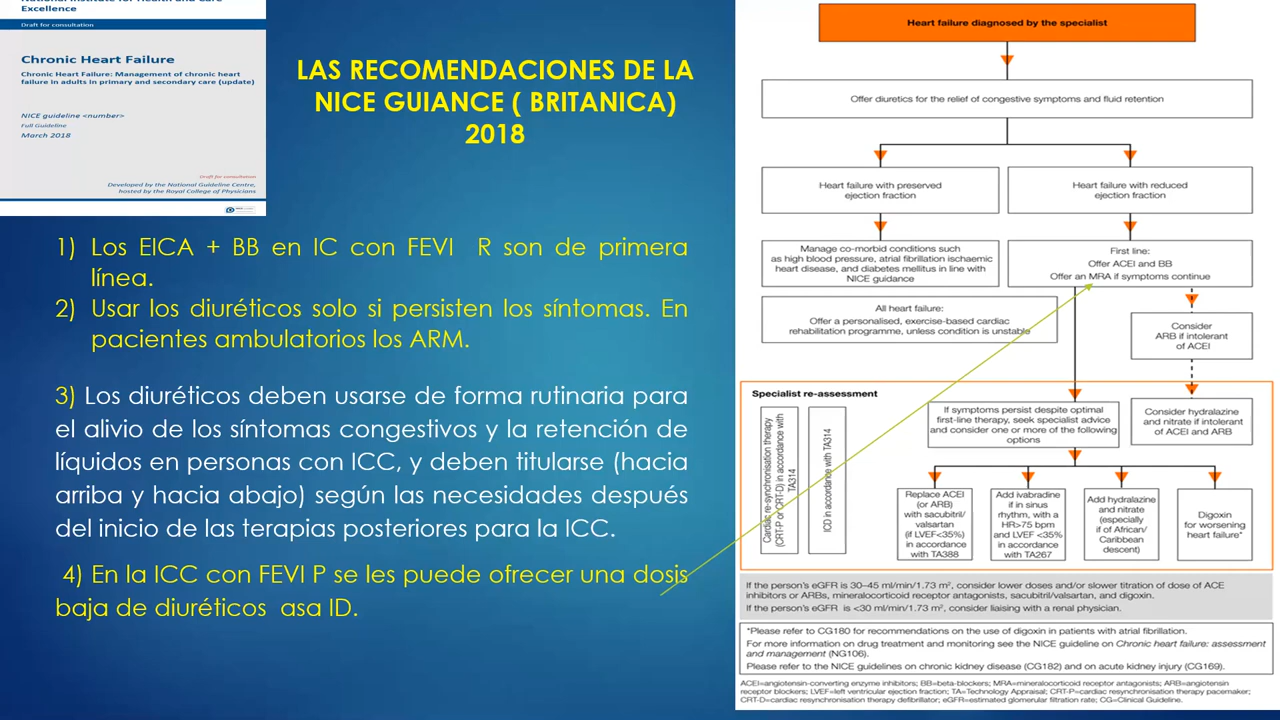 National Institute for Health and Care
Excellence
Draft for consultation
Chronic Heart Failure
Chronic Heart Failure: Management of chronic heart
failure in adults in primary and secondary care (update)
NICE guideline <number>
Full Guideline
March 2018
Draft for consultation
Developed by the National Guideline Centre,
hosted by the Royal College of Physicians
LAS RECOMENDACIONES DE LA
NICE GUIANCE ( BRITANICA)
2018
1) Los EICA + BB en IC con FEVI R son de primera
línea.
2) Usar los diuréticos solo si persisten los síntomas. En
pacientes ambulatorios los ARM.
3) Los diuréticos deben usarse de forma rutinaria para
el alivio de los síntomas congestivos y la retención de
líquidos en personas con ICC, y deben titularse (hacia
arriba y hacia abajo) según las necesidades después
del inicio de las terapias posteriores para la ICC.
4) En la ICC con FEVI P se les puede ofrecer una dosis
baja de diuréticos asa ID.
Heart failure diagnosed by the specialist
Offer diuretics for the relief of congestive symptoms and fluid retention
Heart failure with preserved
ejection fraction
Heart failure with reduced
ejection fraction
Manage co-morbid conditions such
as high blood pressure, atrial fibrillation ischaemic
heart disease, and diabetes mellitus in line with
NICE guidance
First line:
Offer ACEI and BB
Offer an MRA if symptoms continue
All heart failure:
Offer a personalised, exercise-based cardiac
rehabilitation programme, unless condition is unstable
Consider
ARB if intolerant
of ACEI
Specialist re-assessment
Cardiac re-synchronisation therapy
(CRT-P or CRT-D) in accordance with
TA314
ICD in accordance with TA314
If symptoms persist despite optimal
first-line therapy, seek specialist advice
and consider one or more of the following
options
Consider hydralazine
and nitrate if intolerant
of ACEI and ARB
Replace ACEI
(or ARB)
with sacubitril/
valsartan
(if LVEF<35%)
in accordance
with TA388
Add ivabradine
if in sinus
rhythm, with a
HR>75 bpm
and LVEF <35%
in accordance
with TA267
Add hydralazine
and nitrate
(especially
if of African/
Caribbean
descent)
Digoxin
for worsening
heart failure*
If the person's eGFR is 30–45 ml/min/1.73 m², consider lower doses and/or slower titration of dose of ACE
inhibitors or ARBs, mineralocorticoid receptor antagonists, sacubitril/valsartan, and digoxin.
If the person's eGFR is <30 ml/min/1.73 m², consider liaising with a renal physician.
*Please refer to CG180 for recommendations on the use of digoxin in patients with atrial fibrillation.
For more information on drug treatment and monitoring see the NICE guideline on Chronic heart failure: assessment
and management (NG106).
Please refer to the NICE guidelines on chronic kidney disease (CG182) and on acute kidney injury (CG169).
ACEI=angiotensin-converting enzyme inhibitors; BB=beta-blockers; MRA=mineralocorticoid receptor antagonists; ARB=angiotensin
receptor blockers; LVEF=left ventricular ejection fraction; TA=Technology Appraisal; CRT-P=cardiac resynchronisation therapy pacemaker;
CRT-D=cardiac resynchronisation therapy defibrillator; eGFR=estimated glomerular filtration rate; CG=Clinical Guideline.